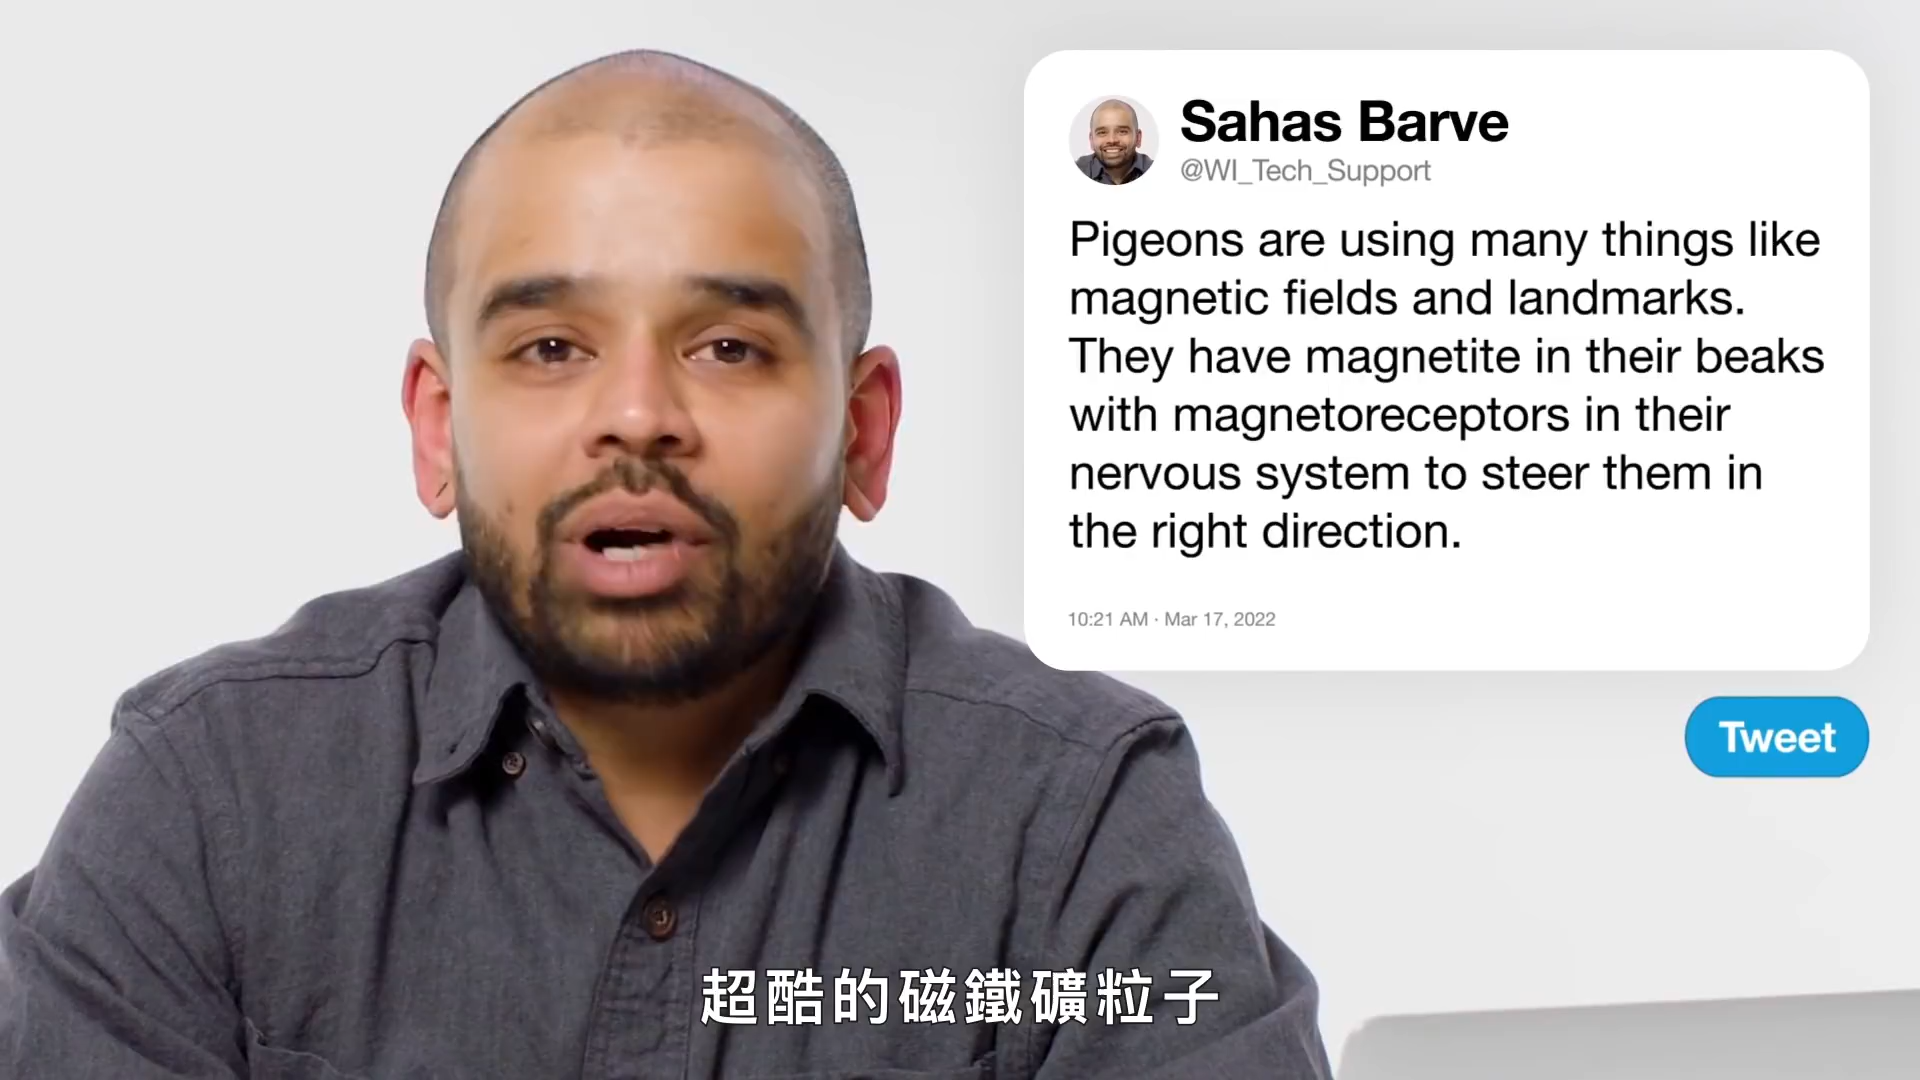 Sahas Barve
@WI_Tech_Support
Pigeons are using many things like
magnetic fields and landmarks.
They have magnetite in their beaks
with magnetoreceptors in their
nervous system to steer them in
the right direction.
10:21 AM · Mar 17, 2022
Tweet
超酷的磁鐵礦粒子